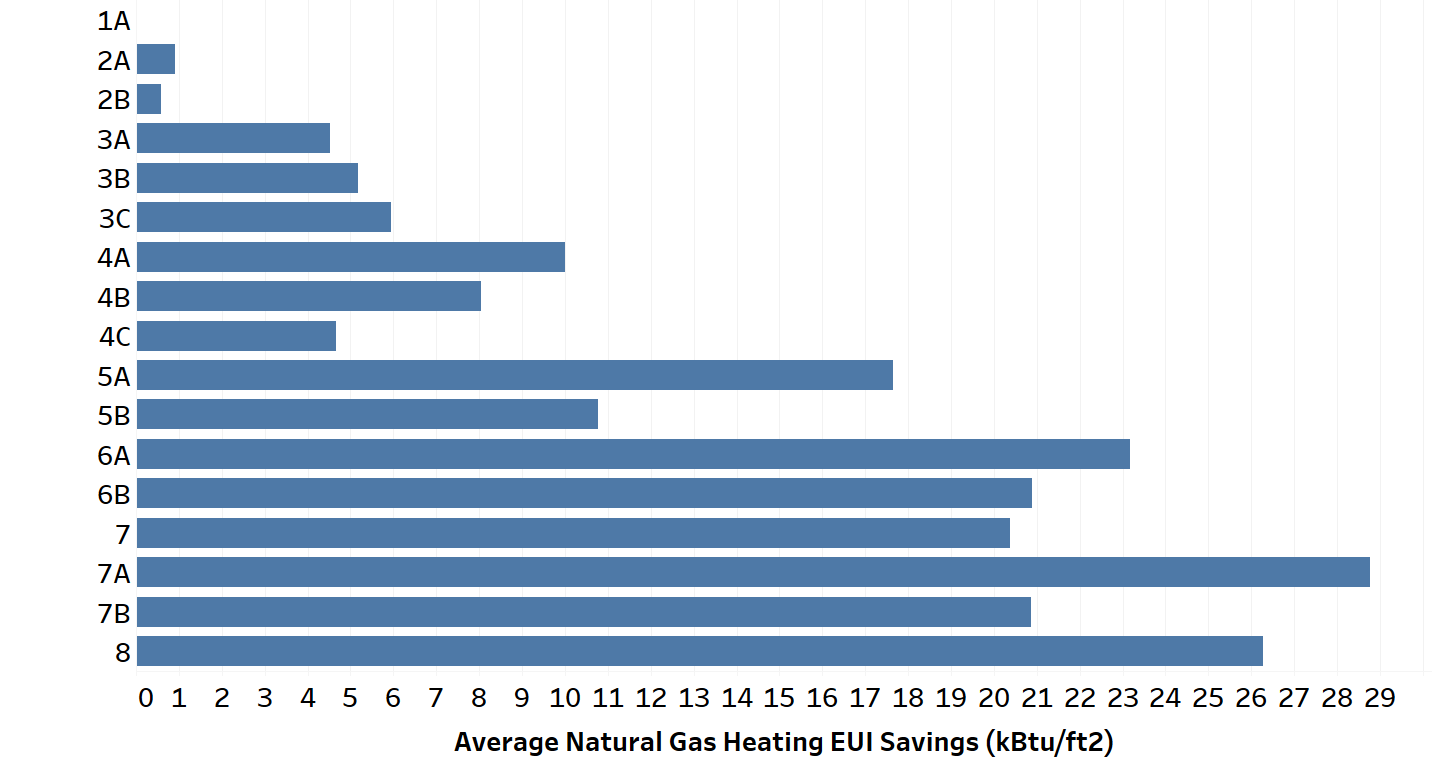 1A
2A
2B
3A
3B
3C
4A
4B
4C
5A
5B
6A
6B
7
7A
7B
8
0 1 2 3 4 5 6 7 8 9 10 11 12 13 14 15 16 17 18 19 20 21 22 23 24 25 26 27 28 29
Average Natural Gas Heating EUI Savings (kBtu/ft2)